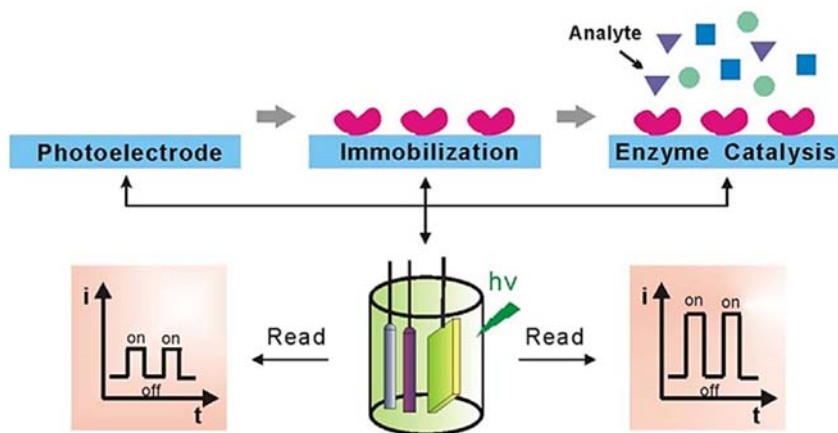 Analyte
Photoelectrode
Immobilization
Enzyme Catalysis
i
on on
off
t
Read
hν
Read
i
on on
off
t